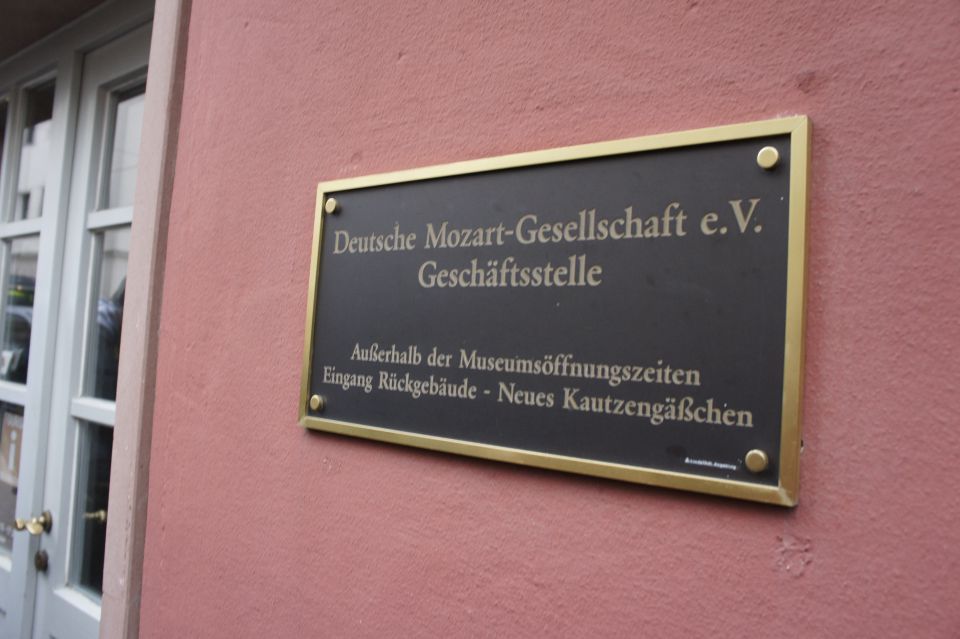 Deutsche Mozart-Gesellschaft e.V.
Geschäftsstelle
Außerhalb der Museumsöffnungszeiten
Eingang Rückgebäude - Neues Kautzengäßchen